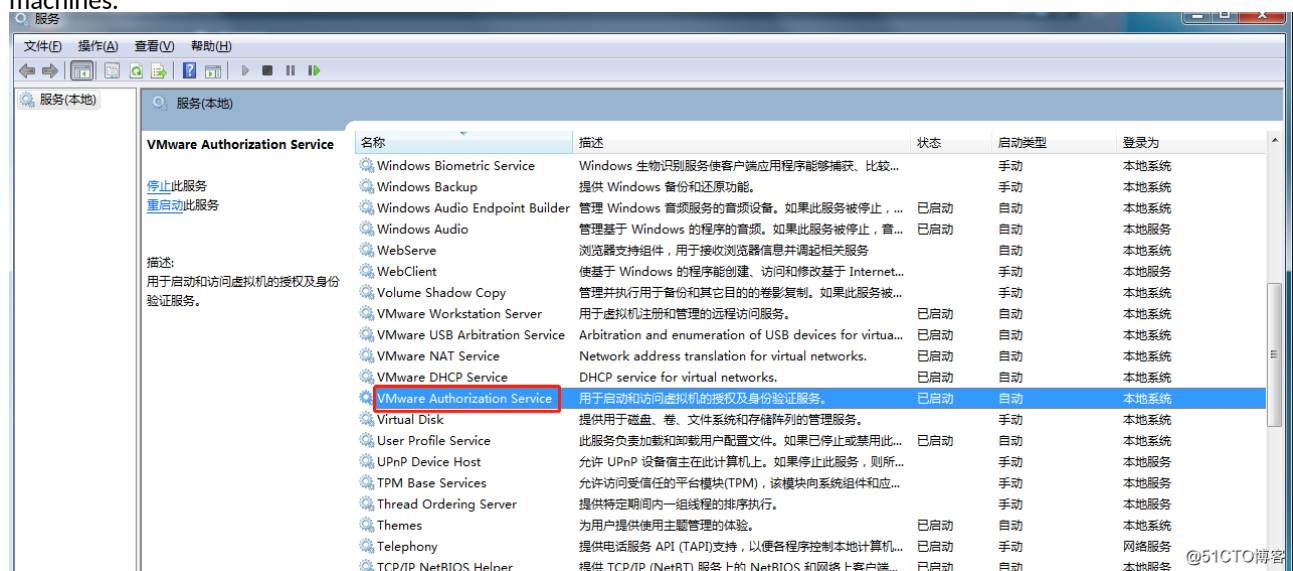 machines.
服务
文件(F) 操作(A) 查看(V) 帮助(H)
服务(本地)
服务(本地)
VMware Authorization Service
停止此服务
重启动此服务
描述:
用于启动和访问虚拟机的授权及身份
验证服务。
名称 描述 状态 启动类型 登录为
Windows Biometric Service Windows 生物识别服务使客户端应用程序能够捕获、比较... 手动 本地系统
Windows Backup 提供 Windows 备份和还原功能。 手动 本地系统
Windows Audio Endpoint Builder 管理 Windows 音频服务的音频设备。如果此服务被停止，... 已启动 自动 本地系统
Windows Audio 管理基于 Windows 的程序的音频。如果此服务被停止，音... 已启动 自动 本地服务
WebServe 浏览器支持组件，用于接收浏览器信息并调起相关服务 自动 本地系统
WebClient 使基于 Windows 的程序能创建、访问和修改基于 Internet... 手动 本地服务
Volume Shadow Copy 管理并执行用于备份和其它目的的卷影复制。如果此服务被... 手动 本地系统
VMware Workstation Server 用于虚拟机注册和管理的远程访问服务。 已启动 自动 本地系统
VMware USB Arbitration Service Arbitration and enumeration of USB devices for virtua... 已启动 自动 本地系统
VMware NAT Service Network address translation for virtual networks. 已启动 自动 本地系统
VMware DHCP Service DHCP service for virtual networks. 已启动 自动 本地系统
VMware Authorization Service 用于启动和访问虚拟机的授权及身份验证服务。 已启动 自动 本地系统
Virtual Disk 提供用于磁盘、卷、文件系统和存储阵列的管理服务。 手动 本地系统
User Profile Service 此服务负责加载和卸载用户配置文件。如果已停止或禁用此... 已启动 自动 本地系统
UPnP Device Host 允许 UPnP 设备宿主在此计算机上。如果停止此服务，则所... 手动 本地服务
TPM Base Services 允许访问受信任的平台模块(TPM)，该模块向系统组件和应... 手动 本地服务
Thread Ordering Server 提供特定期间内一组线程的排序执行。 手动 本地服务
Themes 为用户提供使用主题管理的体验。 已启动 自动 本地系统
Telephony 提供电话服务 API (TAPI)支持，以便各程序控制本地计算机... 已启动 手动 网络服务
TCP/IP NetBIOS Helper 提供 TCP/IP (NetBT) 服务上的 NetBIOS 和网络上客户端... 已启动 自动 本地服务
@51CTO博客